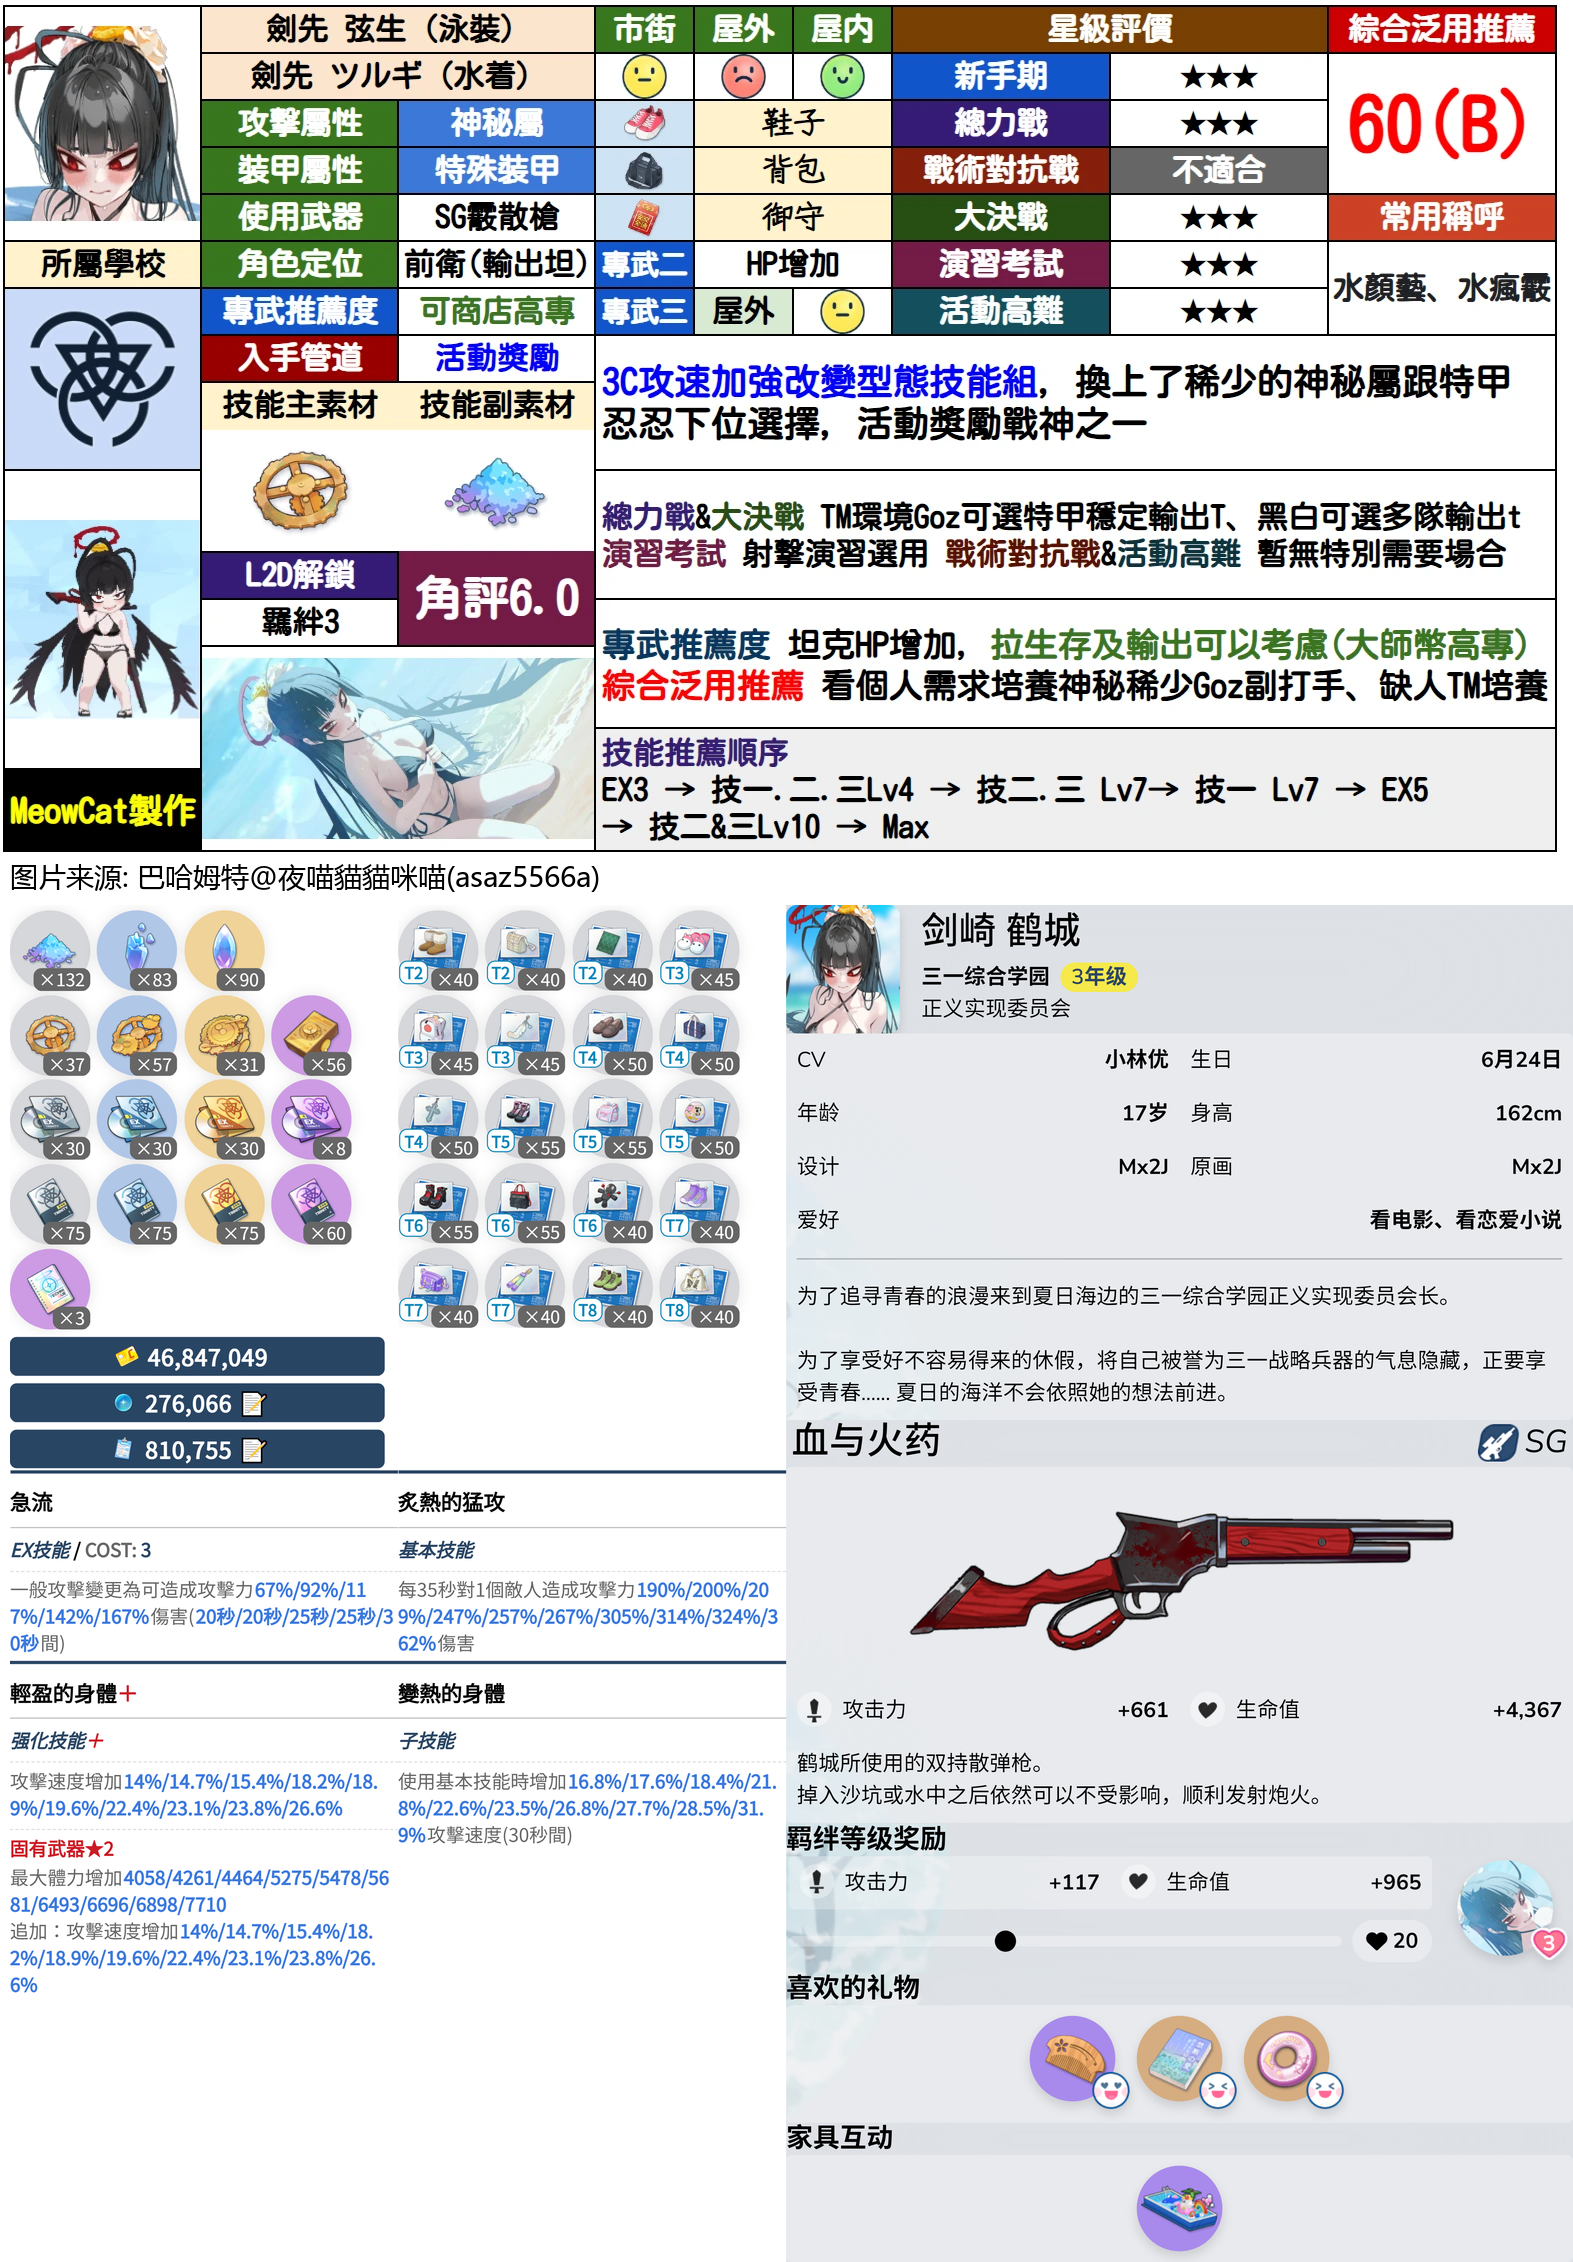 劍先 弦生（泳裝）
劍先 ツルギ（水着）
市街 屋外 屋內
星級評價
綜合泛用推薦
新手期 ★★★
60(B)
攻擊屬性 神秘屬
鞋子
總力戰 ★★★
裝甲屬性 特殊裝甲
背包
戰術對抗戰 不適合
使用武器 SG霰散槍
御守
大決戰 ★★★
常用稱呼
所屬學校
角色定位 前衛(輸出坦)
專武二 HP增加
演習考試 ★★★
水顏藝、水瘋霰
專武推薦度 可商店高專
專武三 屋外
活動高難 ★★★
入手管道 活動獎勵
技能主素材 技能副素材
3C攻速加強改變型態技能組，換上了稀少的神秘屬跟特甲
忍忍下位選擇，活動獎勵戰神之一
總力戰&大決戰 TM環境Goz可選特甲穩定輸出T、黑白可選多隊輸出t
演習考試 射擊演習選用 戰術對抗戰&活動高難 暫無特別需要場合
L2D解鎖
羈絆3
角評6.0
專武推薦度 坦克HP增加，拉生存及輸出可以考慮(大師幣高專)
綜合泛用推薦 看個人需求培養神秘稀少Goz副打手、缺人TM培養
技能推薦順序
EX3 → 技一.二.三Lv4 → 技二.三 Lv7→ 技一 Lv7 → EX5
→ 技二&三Lv10 → Max
MeowCat製作
图片来源: 巴哈姆特@夜喵貓貓咪喵(asaz5566a)
×132 ×83 ×90
×37 ×57 ×31 ×56
×30 ×30 ×30 ×8
×75 ×75 ×75 ×60
×3
46,847,049
276,066
810,755
T2 ×40 T2 ×40 T2 ×40 T3 ×45
T3 ×45 T3 ×45 T4 ×50 T4 ×50
T4 ×50 T5 ×55 T5 ×55 T5 ×50
T6 ×55 T6 ×55 T6 ×40 T7 ×40
T7 ×40 T7 ×40 T8 ×40 T8 ×40
急流
EX技能 / COST: 3
一般攻擊變更為可造成攻擊力67%/92%/11
7%/142%/167%傷害(20秒/20秒/25秒/25秒/3
0秒間)
炙熱的猛攻
基本技能
每35秒對1個敵人造成攻擊力190%/200%/20
9%/247%/257%/267%/305%/314%/324%/3
62%傷害
輕盈的身體＋
强化技能＋
攻擊速度增加14%/14.7%/15.4%/18.2%/18.
9%/19.6%/22.4%/23.1%/23.8%/26.6%
固有武器★2
最大體力增加4058/4261/4464/5275/5478/56
81/6493/6696/6898/7710
追加：攻擊速度增加14%/14.7%/15.4%/18.
2%/18.9%/19.6%/22.4%/23.1%/23.8%/26.
6%
變熱的身體
子技能
使用基本技能時增加16.8%/17.6%/18.4%/21.
8%/22.6%/23.5%/26.8%/27.7%/28.5%/31.
9%攻擊速度(30秒間)
剑崎 鹤城
三一综合学园 3年级
正义实现委员会
CV 小林优 生日 6月24日
年龄 17岁 身高 162cm
设计 Mx2J 原画 Mx2J
爱好 看电影、看恋爱小说
为了追寻青春的浪漫来到夏日海边的三一综合学园正义实现委员会长。
为了享受好不容易得来的休假，将自己被誉为三一战略兵器的气息隐藏，正要享
受青春...... 夏日的海洋不会依照她的想法前进。
血与火药 SG
攻击力 +661 生命值 +4,367
鹤城所使用的双持散弹枪。
掉入沙坑或水中之后依然可以不受影响，顺利发射炮火。
羁绊等级奖励
攻击力 +117 生命值 +965
20
3
喜欢的礼物
家具互动